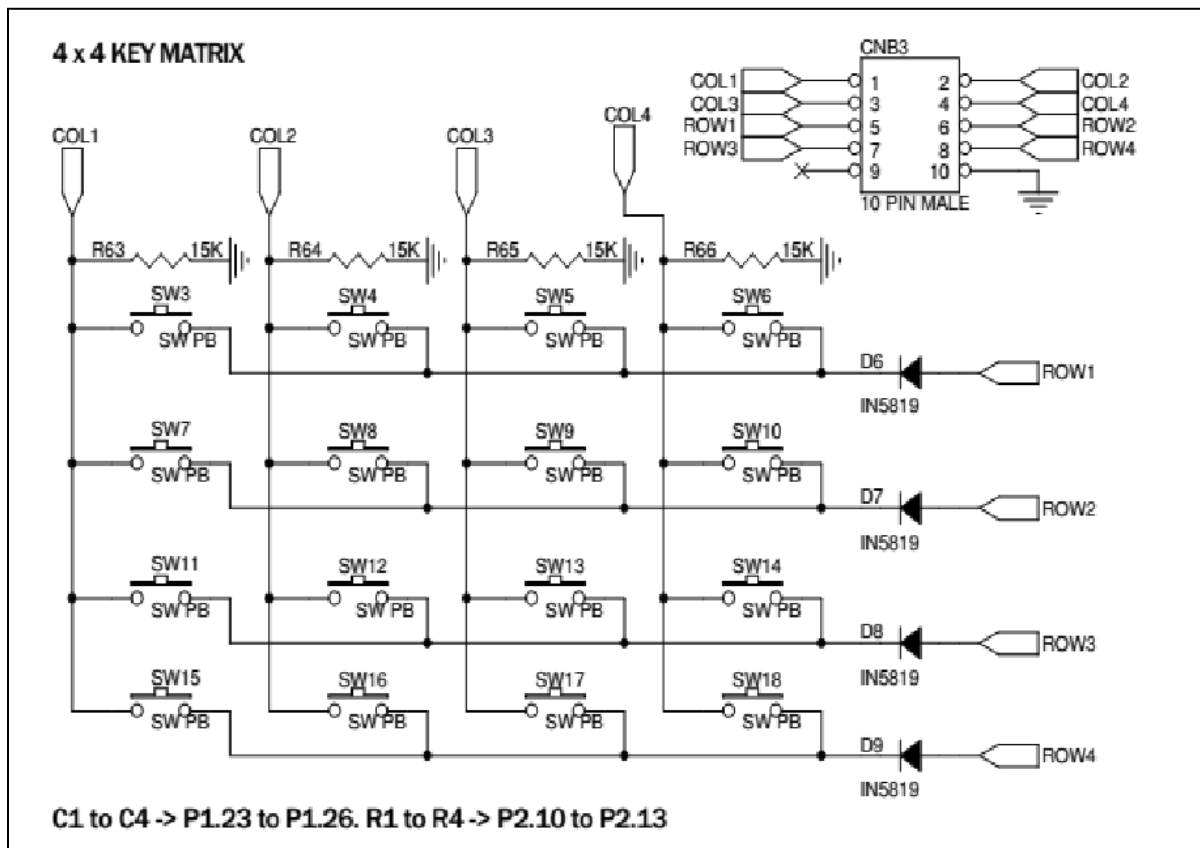 4 x 4 KEY MATRIX
CNB3
COL1 1 2 COL2
COL3 3 4 COL4
ROW1 5 6 ROW2
ROW3 7 8 ROW4
9 10
10 PIN MALE
COL1 COL2 COL3 COL4
R63 15K R64 15K R65 15K R66 15K
SW3 SW4 SW5 SW6
SW PB SW PB SW PB SW PB
D6 ROW1
IN5819
SW7 SW8 SW9 SW10
SW PB SW PB SW PB SW PB
D7 ROW2
IN5819
SW11 SW12 SW13 SW14
SW PB SW PB SW PB SW PB
D8 ROW3
IN5819
SW15 SW16 SW17 SW18
SW PB SW PB SW PB SW PB
D9 ROW4
IN5819
C1 to C4 -> P1.23 to P1.26. R1 to R4 -> P2.10 to P2.13